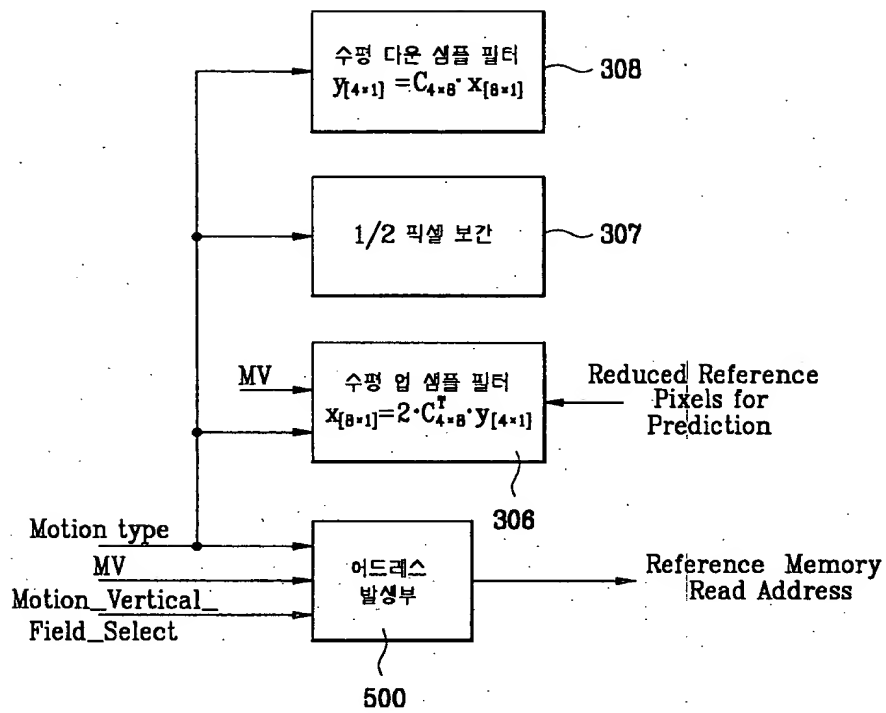 수평 다운 샘플 필터
y[4×1] = C4×8 · x[8×1]
308
1/2 픽셀 보간
307
MV
수평 업 샘플 필터
x[8×1]=2·C^T4×8·y[4×1]
Reduced Reference
Pixels for
Prediction
306
Motion type
MV
Motion_Vertical_
Field_Select
어드레스
발생부
Reference Memory
Read Address
500